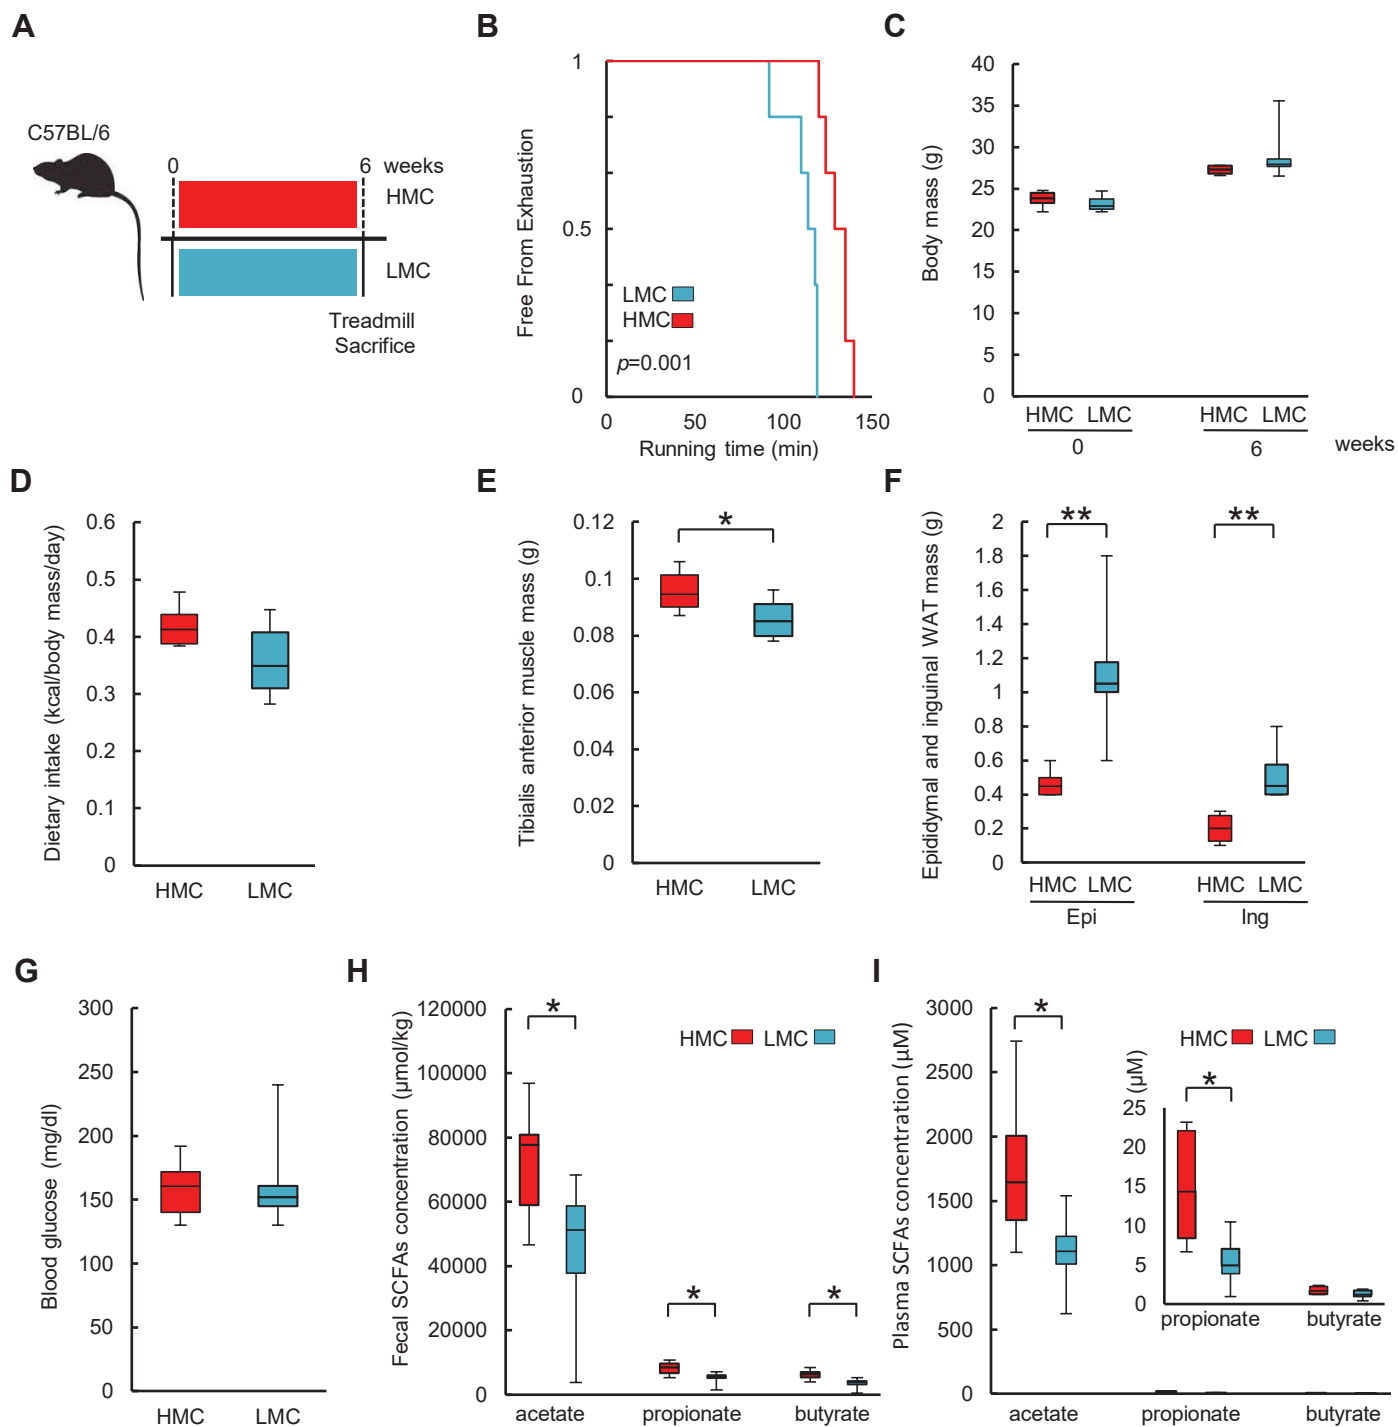 A
C57BL/6
0
6 weeks
HMC
LMC
Treadmill
Sacrifice
B
Free From Exhaustion
1
0.5
0
LMC
HMC
p=0.001
0
50
100
150
Running time (min)
C
Body mass (g)
40
35
30
25
20
15
10
5
0
HMC LMC
HMC LMC
0
6
weeks
D
Dietary intake (kcal/body mass/day)
0.6
0.5
0.4
0.3
0.2
0.1
0
HMC
LMC
E
Tibialis anterior muscle mass (g)
0.12
0.1
0.08
0.06
0.04
0.02
0
*
HMC
LMC
F
Epididymal and inguinal WAT mass (g)
2
1.8
1.6
1.4
1.2
1
0.8
0.6
0.4
0.2
0
**
**
HMC LMC
HMC LMC
Epi
Ing
G
Blood glucose (mg/dl)
300
250
200
150
100
50
0
HMC
LMC
H
Fecal SCFAs concentration (µmol/kg)
120000
100000
80000
60000
40000
20000
0
*
*
*
HMC
LMC
acetate
propionate
butyrate
I
Plasma SCFAs concentration (µM)
3000
2500
2000
1500
1000
500
0
*
HMC
LMC
(µM)
25
20
15
10
5
0
*
propionate
butyrate
acetate
propionate
butyrate